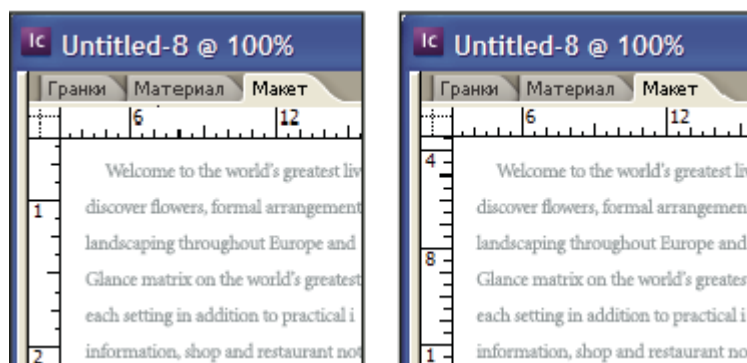 Ic Untitled-8 @ 100%
Гранки Материал Макет
6 12
Welcome to the world's greatest liv
1 discover flowers, formal arrangement
landscaping throughout Europe and
Glance matrix on the world's greatest
each setting in addition to practical i
2 information, shop and restaurant not
Ic Untitled-8 @ 100%
Гранки Материал Макет
6 12
4 Welcome to the world's greatest liv
discover flowers, formal arrangemen
8 landscaping throughout Europe and
Glance matrix on the world's greates
each setting in addition to practical i
1 information, shop and restaurant no